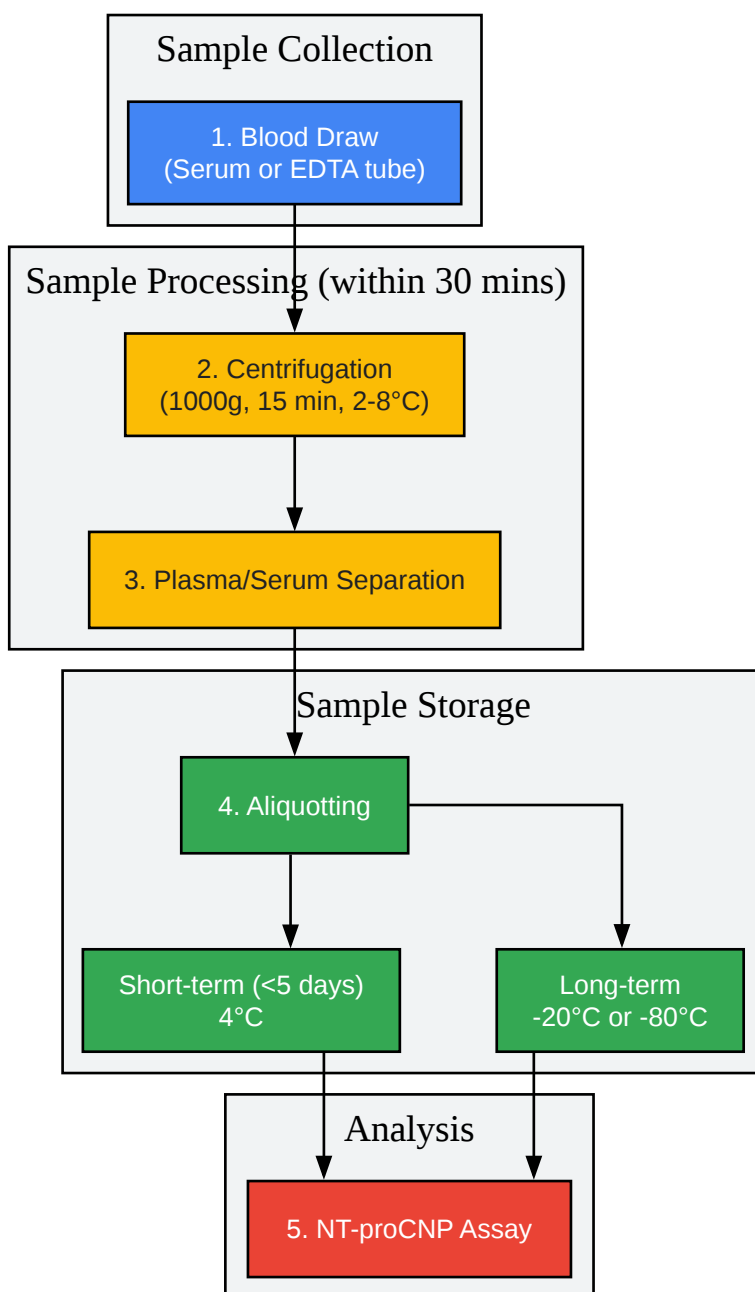 Sample Collection
1. Blood Draw
(Serum or EDTA tube)
Sample Processing (within 30 mins)
2. Centrifugation
(1000g, 15 min, 2-8°C)
3. Plasma/Serum Separation
Sample Storage
4. Aliquotting
Short-term (<5 days)
4°C
Long-term
-20°C or -80°C
Analysis
5. NT-proCNP Assay